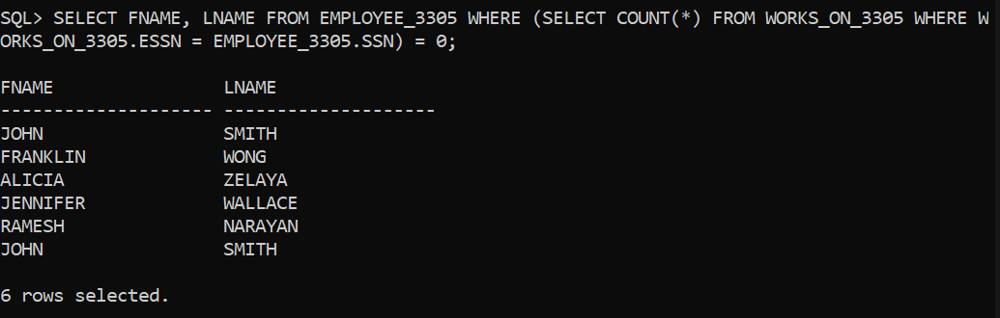 SQL> SELECT FNAME, LNAME FROM EMPLOYEE_3305 WHERE (SELECT COUNT(*) FROM WORKS_ON_3305 WHERE W
ORKS_ON_3305.ESSN = EMPLOYEE_3305.SSN) = 0;
FNAME                LNAME
-------------------- --------------------
JOHN                 SMITH
FRANKLIN             WONG
ALICIA               ZELAYA
JENNIFER             WALLACE
RAMESH               NARAYAN
JOHN                 SMITH
6 rows selected.